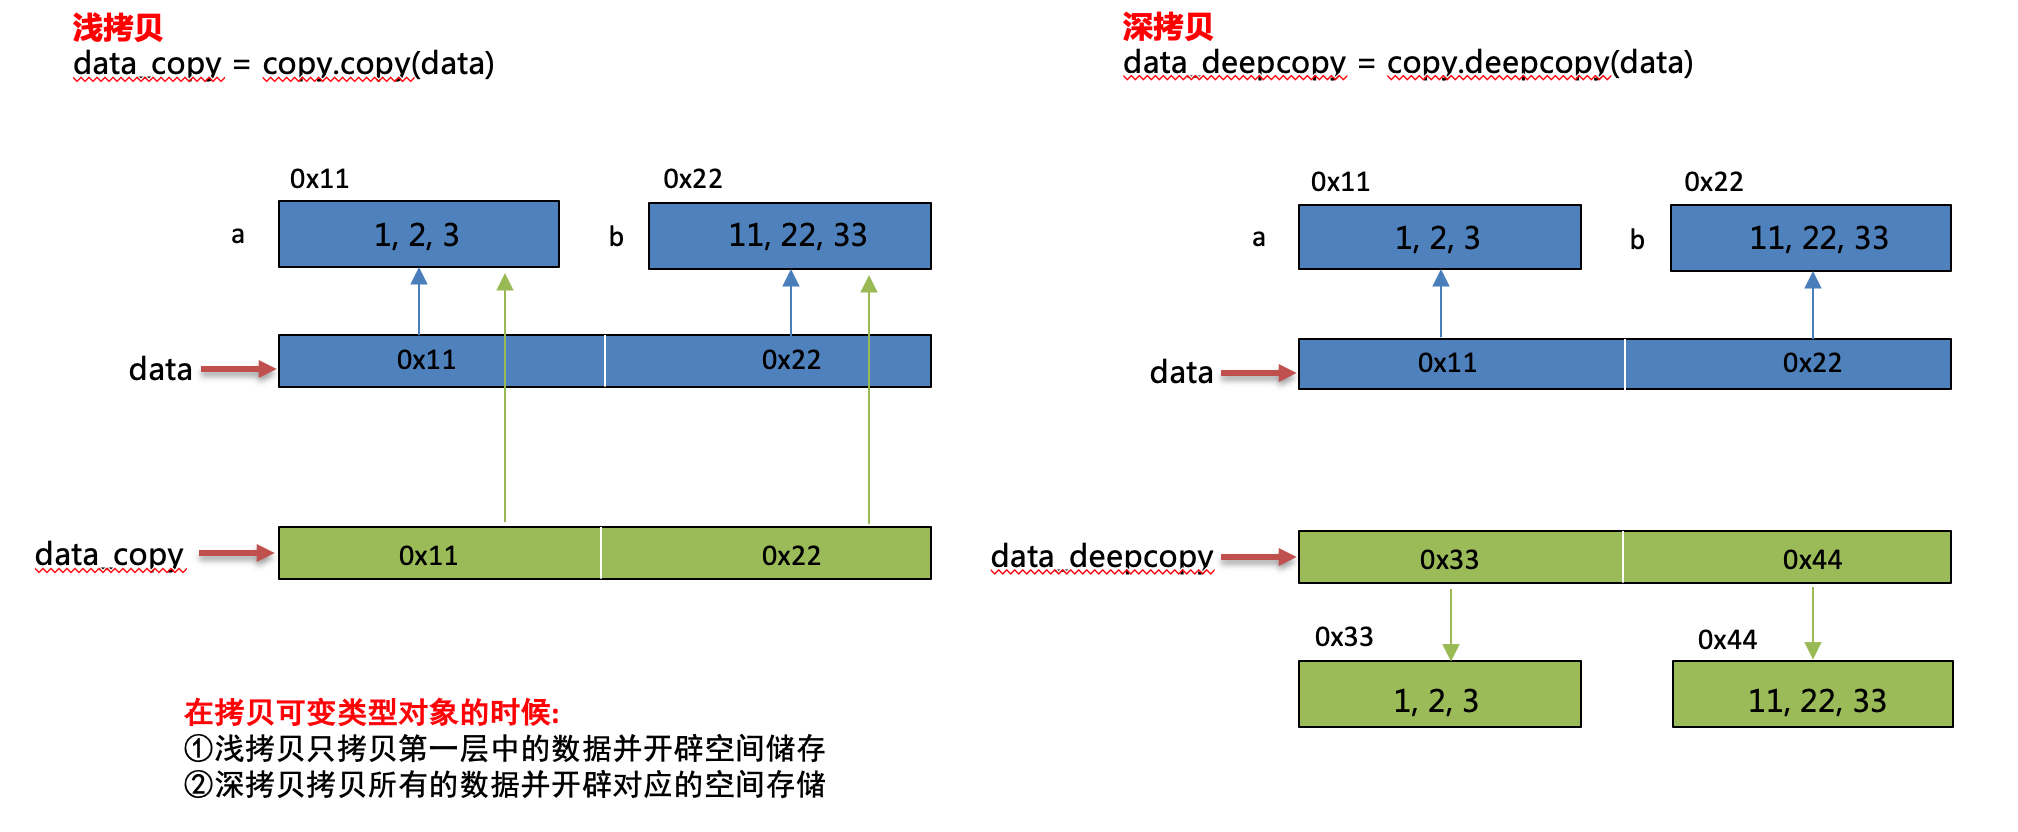 浅拷贝
data_copy = copy.copy(data)
0x11
0x22
a
1, 2, 3
b
11, 22, 33
data
0x11
0x22
data_copy
0x11
0x22
在拷贝可变类型对象的时候:
①浅拷贝只拷贝第一层中的数据并开辟空间储存
②深拷贝拷贝所有的数据并开辟对应的空间存储
深拷贝
data_deepcopy = copy.deepcopy(data)
0x11
0x22
a
1, 2, 3
b
11, 22, 33
data
0x11
0x22
data_deepcopy
0x33
0x44
0x33
0x44
1, 2, 3
11, 22, 33